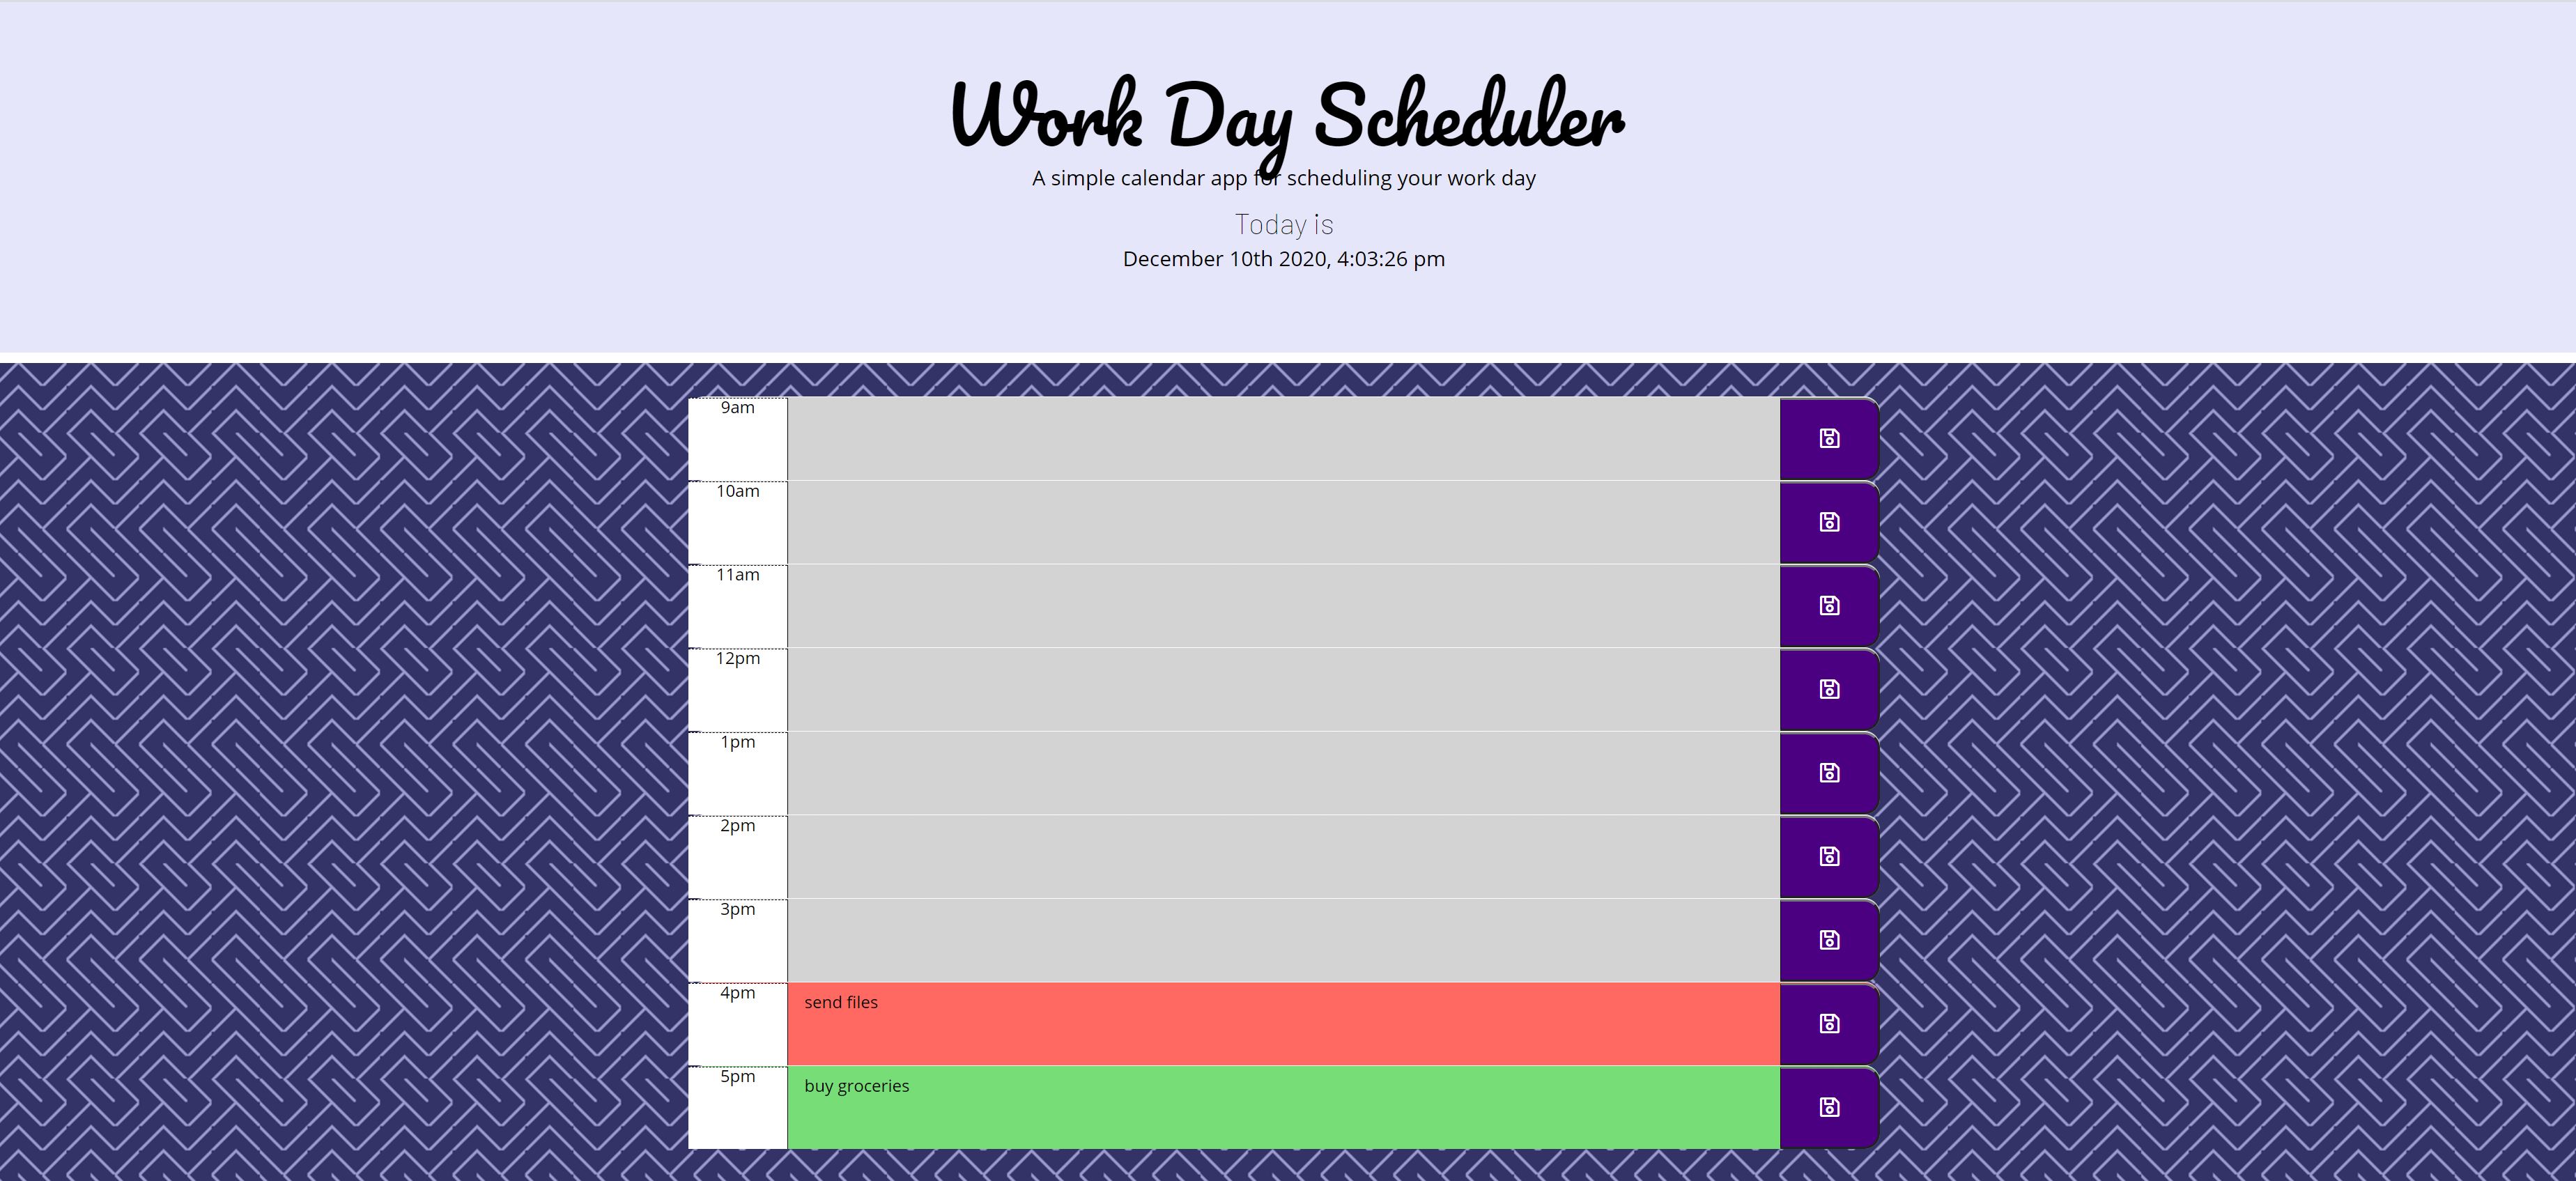 Work Day Scheduler
A simple calendar app for scheduling your work day
Today is
December 10th 2020, 4:03:26 pm
9am
10am
11am
12pm
1pm
2pm
3pm
4pm send files
5pm buy groceries